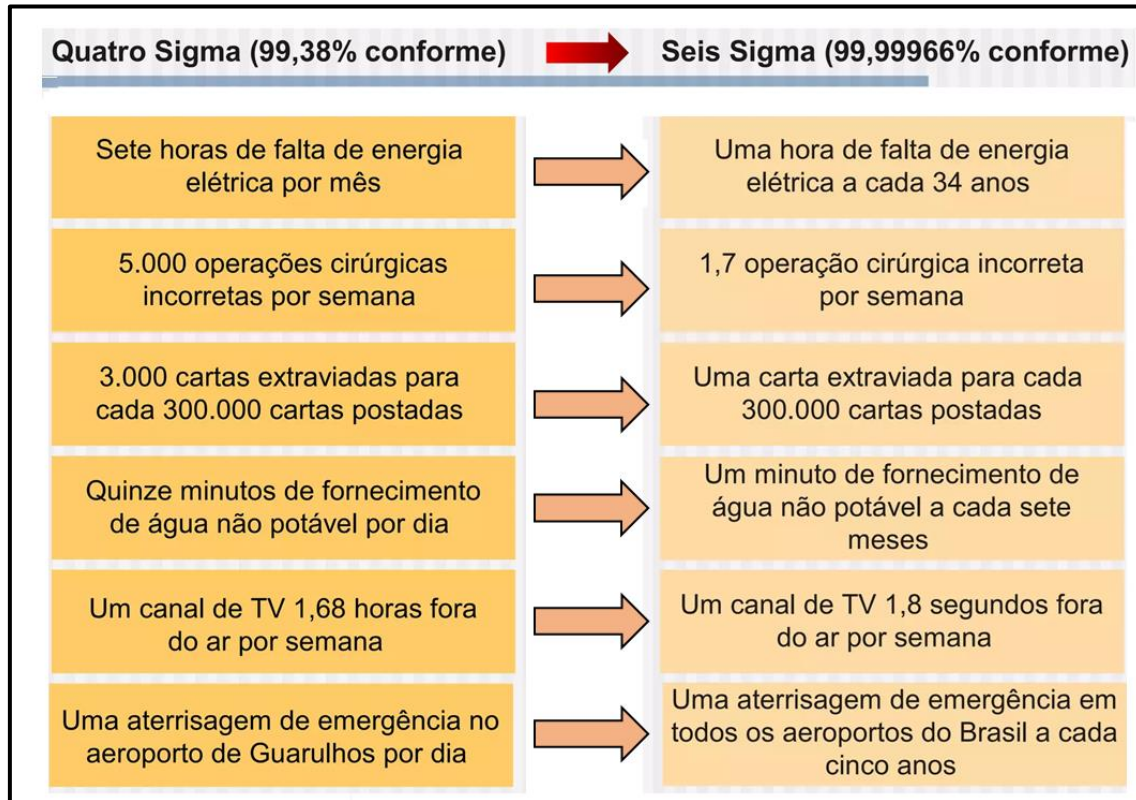 Quatro Sigma (99,38% conforme)
Seis Sigma (99,99966% conforme)
Sete horas de falta de energia
elétrica por mês
Uma hora de falta de energia
elétrica a cada 34 anos
5.000 operações cirúrgicas
incorretas por semana
1,7 operação cirúrgica incorreta
por semana
3.000 cartas extraviadas para
cada 300.000 cartas postadas
Uma carta extraviada para cada
300.000 cartas postadas
Quinze minutos de fornecimento
de água não potável por dia
Um minuto de fornecimento de
água não potável a cada sete
meses
Um canal de TV 1,68 horas fora
do ar por semana
Um canal de TV 1,8 segundos fora
do ar por semana
Uma aterrisagem de emergência no
aeroporto de Guarulhos por dia
Uma aterrisagem de emergência em
todos os aeroportos do Brasil a cada
cinco anos